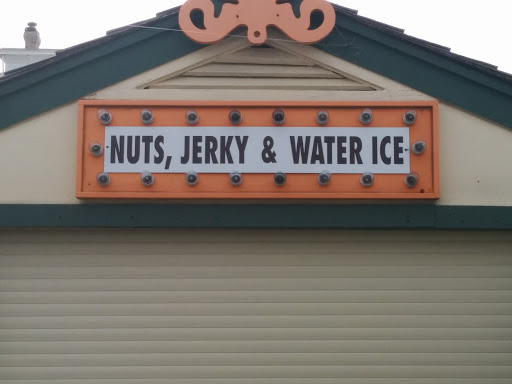 NUTS, JERKY & WATER ICE